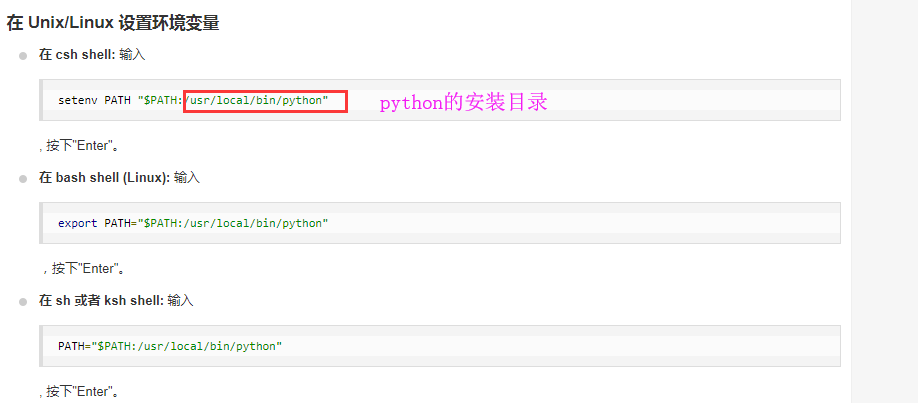 在 Unix/Linux 设置环境变量
在 csh shell: 输入
setenv PATH "$PATH:/usr/local/bin/python" python的安装目录
, 按下"Enter"。
在 bash shell (Linux): 输入
export PATH="$PATH:/usr/local/bin/python"
，按下"Enter"。
在 sh 或者 ksh shell: 输入
PATH="$PATH:/usr/local/bin/python"
, 按下"Enter"。